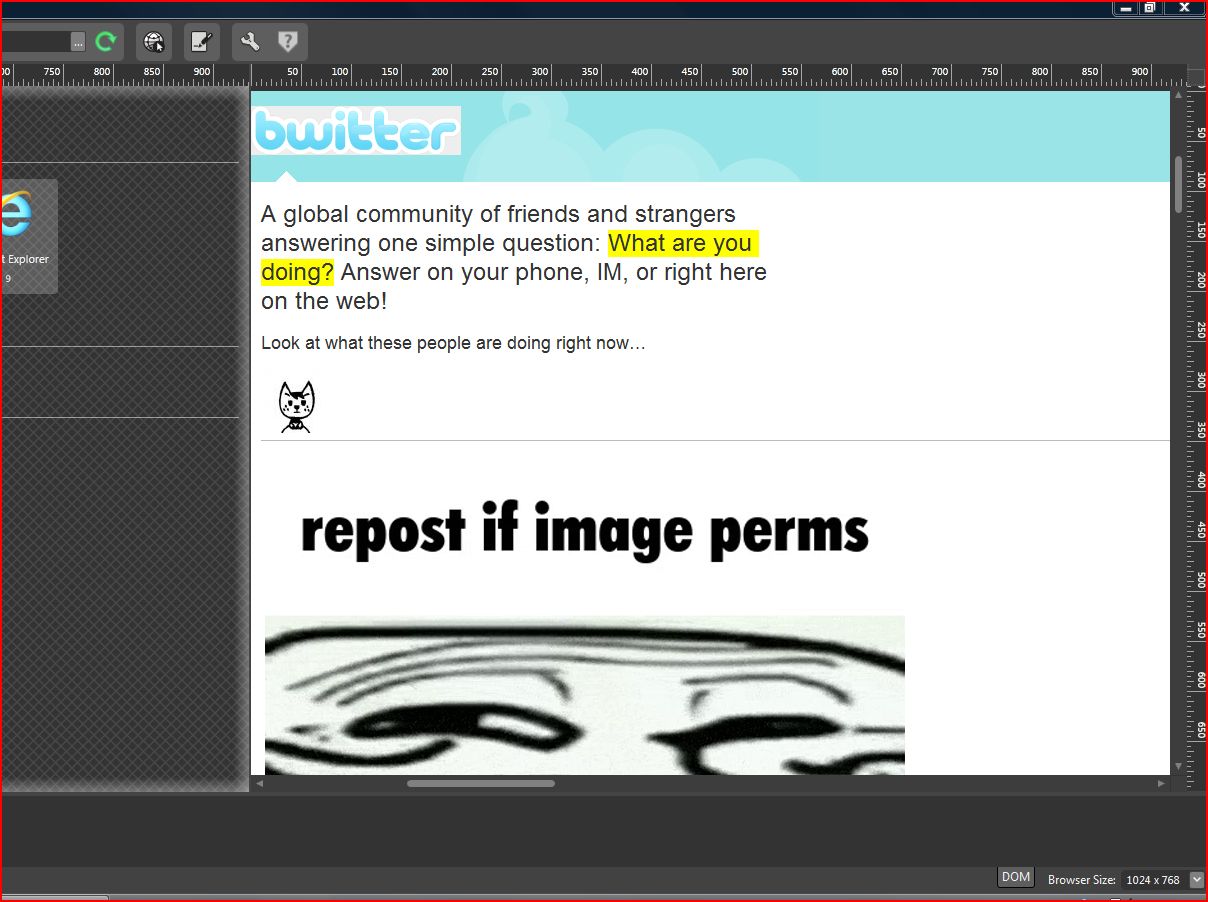 ...
50 100 150 200 250 300 350 400 450 500 550 600 650 700 750 800 850 900
750 800 850 900
bwitter
A global community of friends and strangers
answering one simple question: What are you
doing? Answer on your phone, IM, or right here
on the web!
t Explorer
9
Look at what these people are doing right now…
repost if image perms
50
100
150
200
250
300
350
400
450
500
550
600
650
DOM
Browser Size:
1024 x 768